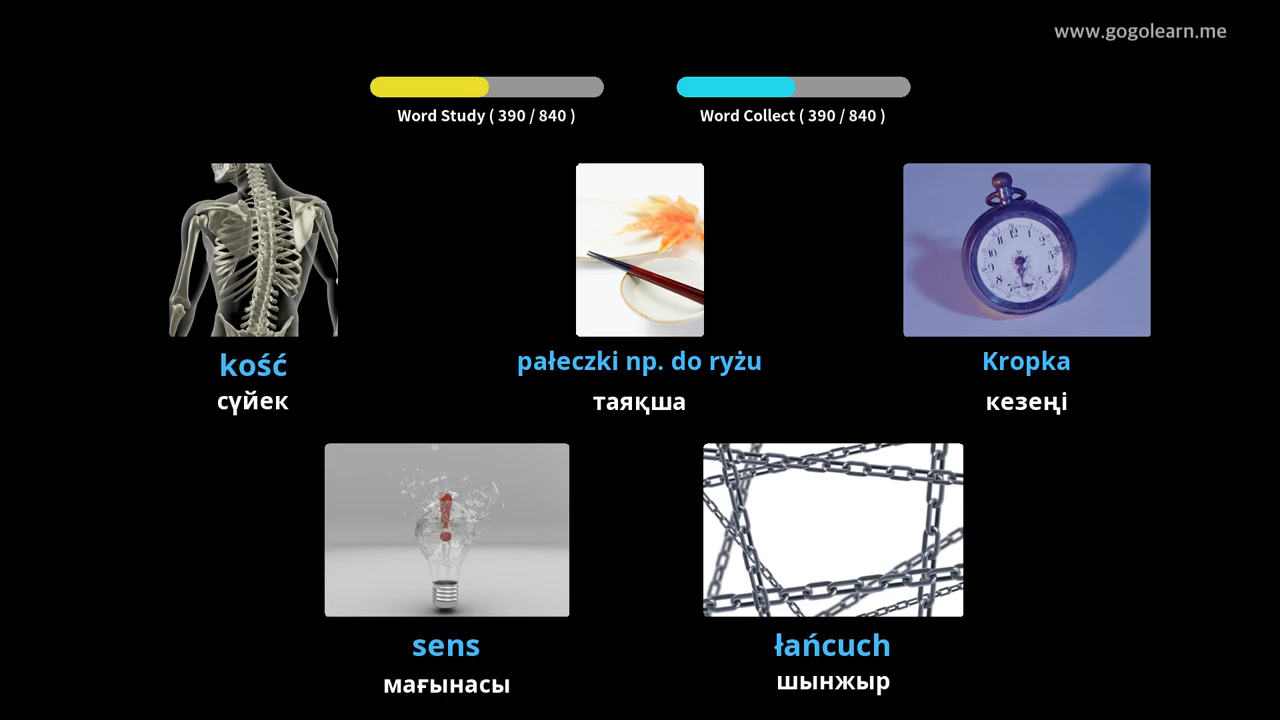 www.gogolearn.me
Word Study ( 390 / 840 )
Word Collect ( 390 / 840 )
kość
сүйек
pałeczki np. do ryżu
таяқша
Kropka
кезеңі
sens
мағынасы
łańcuch
шынжыр